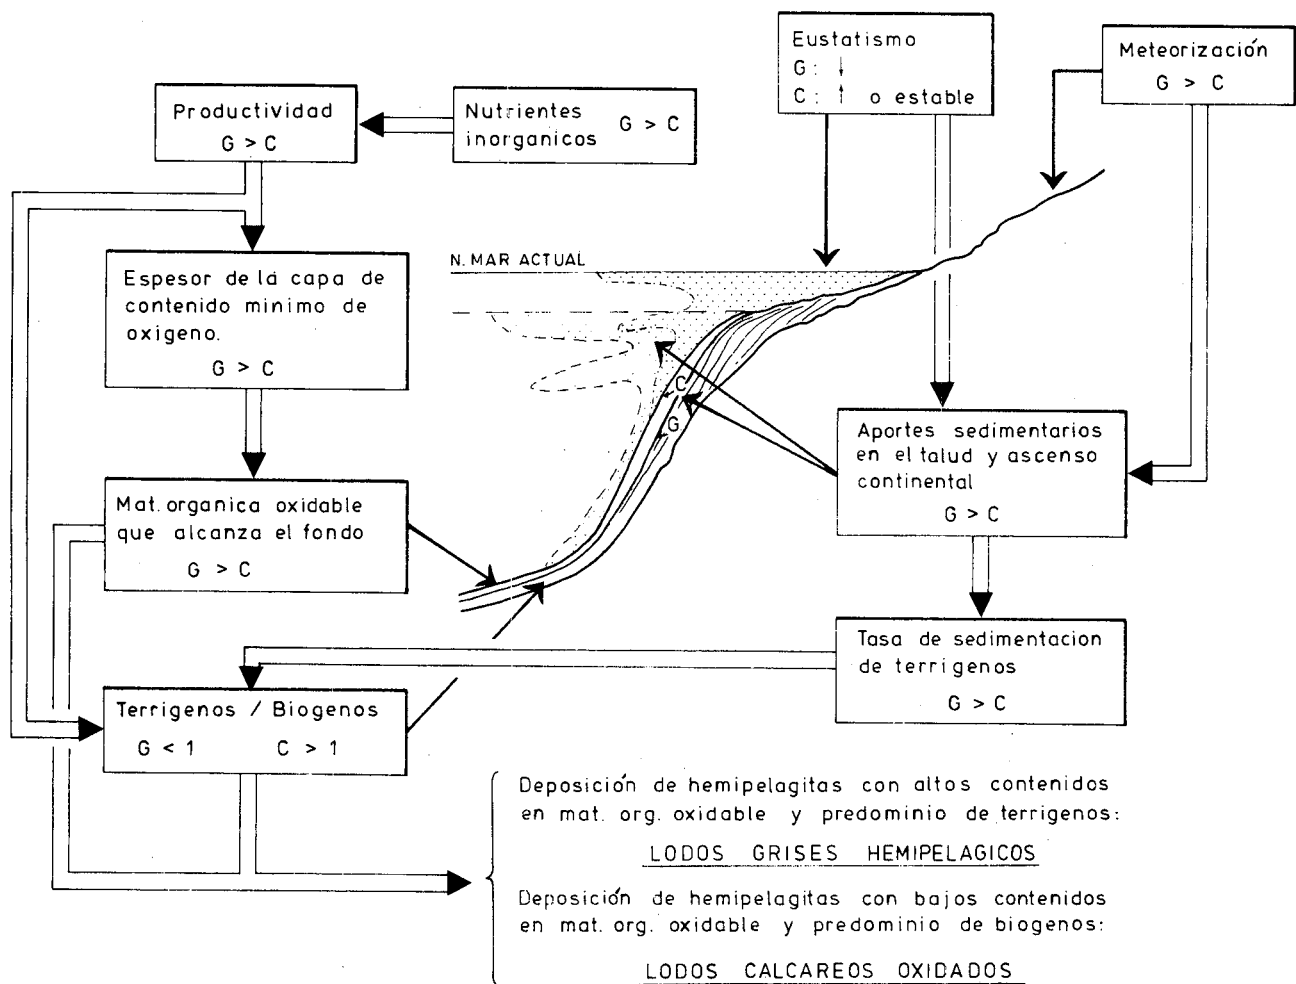 Eustatismo
G: ↓
C: ↑ o estable
Meteorización
G > C
Productividad
G > C
Nutrientes
inorganicos G > C
N. MAR ACTUAL
Espesor de la capa de
contenido minimo de
oxigeno.
G > C
C
G
Aportes sedimentarios
en el talud y ascenso
continental
G > C
Mat. organica oxidable
que alcanza el fondo
G > C
Tasa de sedimentacion
de terrigenos
G > C
Terrigenos / Biogenos
G < 1 C > 1
Deposición de hemipelagitas con altos contenidos
en mat. org. oxidable y predominio de terrigenos:
LODOS GRISES HEMIPELAGICOS
Deposición de hemipelagitas con bajos contenidos
en mat. org. oxidable y predominio de biogenos:
LODOS CALCAREOS OXIDADOS